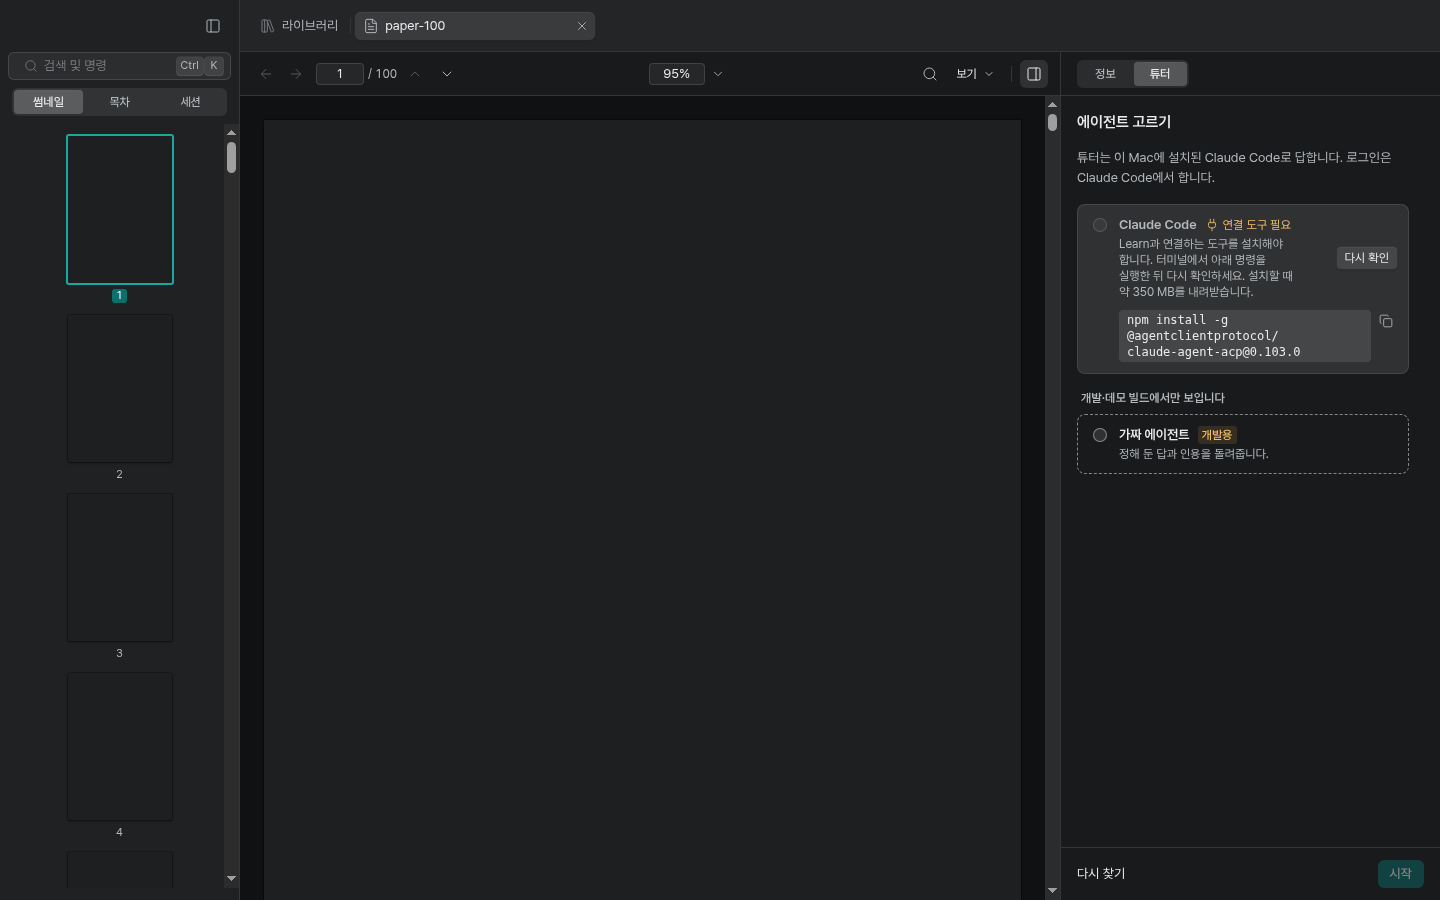 라이브러리
paper-100
검색 및 명령
Ctrl K
썸네일
목차
세션
1
2
3
4
1 / 100
95%
보기
정보
튜터
에이전트 고르기
튜터는 이 Mac에 설치된 Claude Code로 답합니다. 로그인은
Claude Code에서 합니다.
Claude Code 연결 도구 필요
Learn과 연결하는 도구를 설치해야
합니다. 터미널에서 아래 명령을
실행한 뒤 다시 확인하세요. 설치할 때
약 350 MB를 내려받습니다.
다시 확인
npm install -g
@agentclientprotocol/
claude-agent-acp@0.103.0
개발·데모 빌드에서만 보입니다
가짜 에이전트 개발용
정해 둔 답과 인용을 돌려줍니다.
다시 찾기
시작